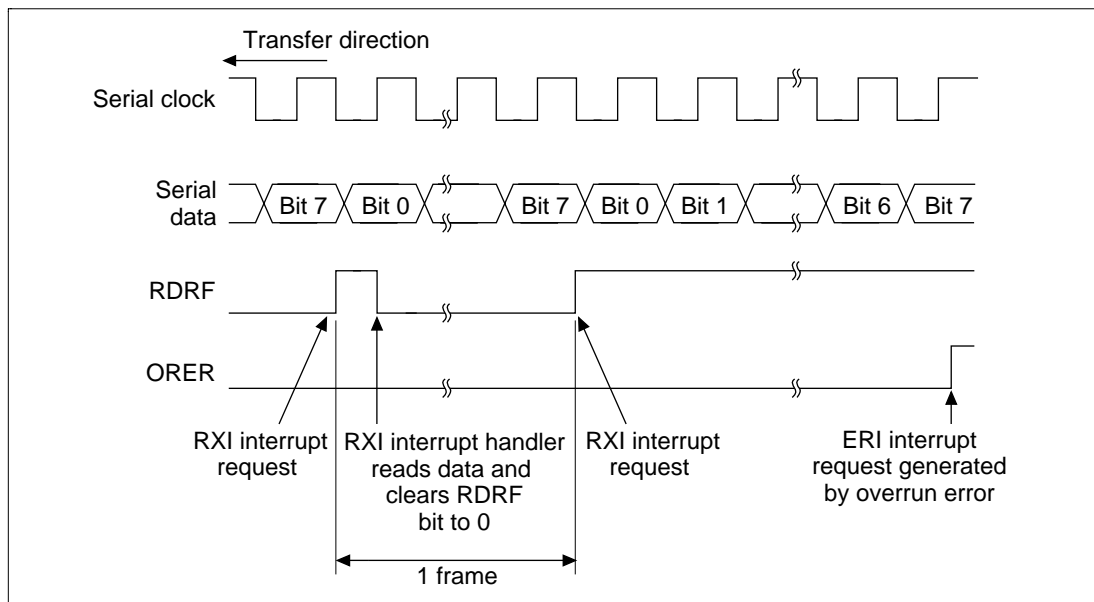 Transfer direction
Serial clock
Serial
data
Bit 7
Bit 0
Bit 7
Bit 0
Bit 1
Bit 6
Bit 7
RDRF
ORER
RXI interrupt
request
RXI interrupt handler
reads data and
clears RDRF
bit to 0
RXI interrupt
request
ERI interrupt
request generated
by overrun error
1 frame